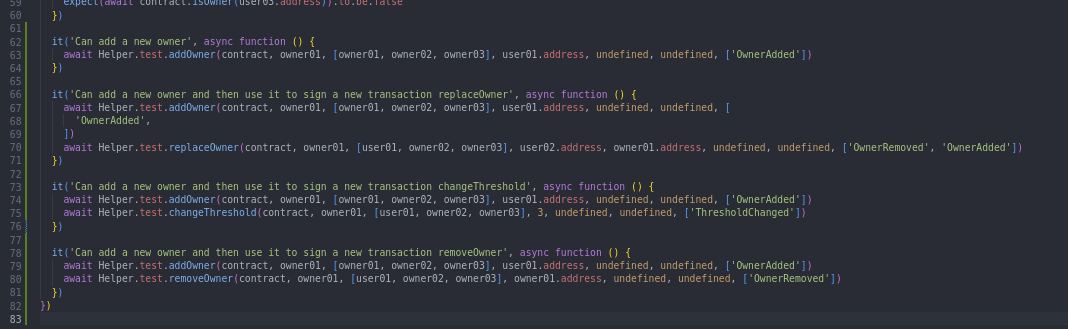 59 expect(await contract.isOwner(user03.address)).to.be.false
60 })
61
62 it('Can add a new owner', async function () {
63 await Helper.test.addOwner(contract, owner01, [owner01, owner02, owner03], user01.address, undefined, undefined, ['OwnerAdded'])
64 })
65
66 it('Can add a new owner and then use it to sign a new transaction replaceOwner', async function () {
67 await Helper.test.addOwner(contract, owner01, [owner01, owner02, owner03], user01.address, undefined, undefined, [
68 'OwnerAdded',
69 ])
70 await Helper.test.replaceOwner(contract, owner01, [user01, owner02, owner03], user02.address, owner01.address, undefined, undefined, ['OwnerRemoved', 'OwnerAdded'])
71 })
72
73 it('Can add a new owner and then use it to sign a new transaction changeThreshold', async function () {
74 await Helper.test.addOwner(contract, owner01, [owner01, owner02, owner03], user01.address, undefined, undefined, ['OwnerAdded'])
75 await Helper.test.changeThreshold(contract, owner01, [user01, owner02, owner03], 3, undefined, undefined, ['ThresholdChanged'])
76 })
77
78 it('Can add a new owner and then use it to sign a new transaction removeOwner', async function () {
79 await Helper.test.addOwner(contract, owner01, [owner01, owner02, owner03], user01.address, undefined, undefined, ['OwnerAdded'])
80 await Helper.test.removeOwner(contract, owner01, [user01, owner02, owner03], owner01.address, undefined, undefined, ['OwnerRemoved'])
81 })
82 })
83